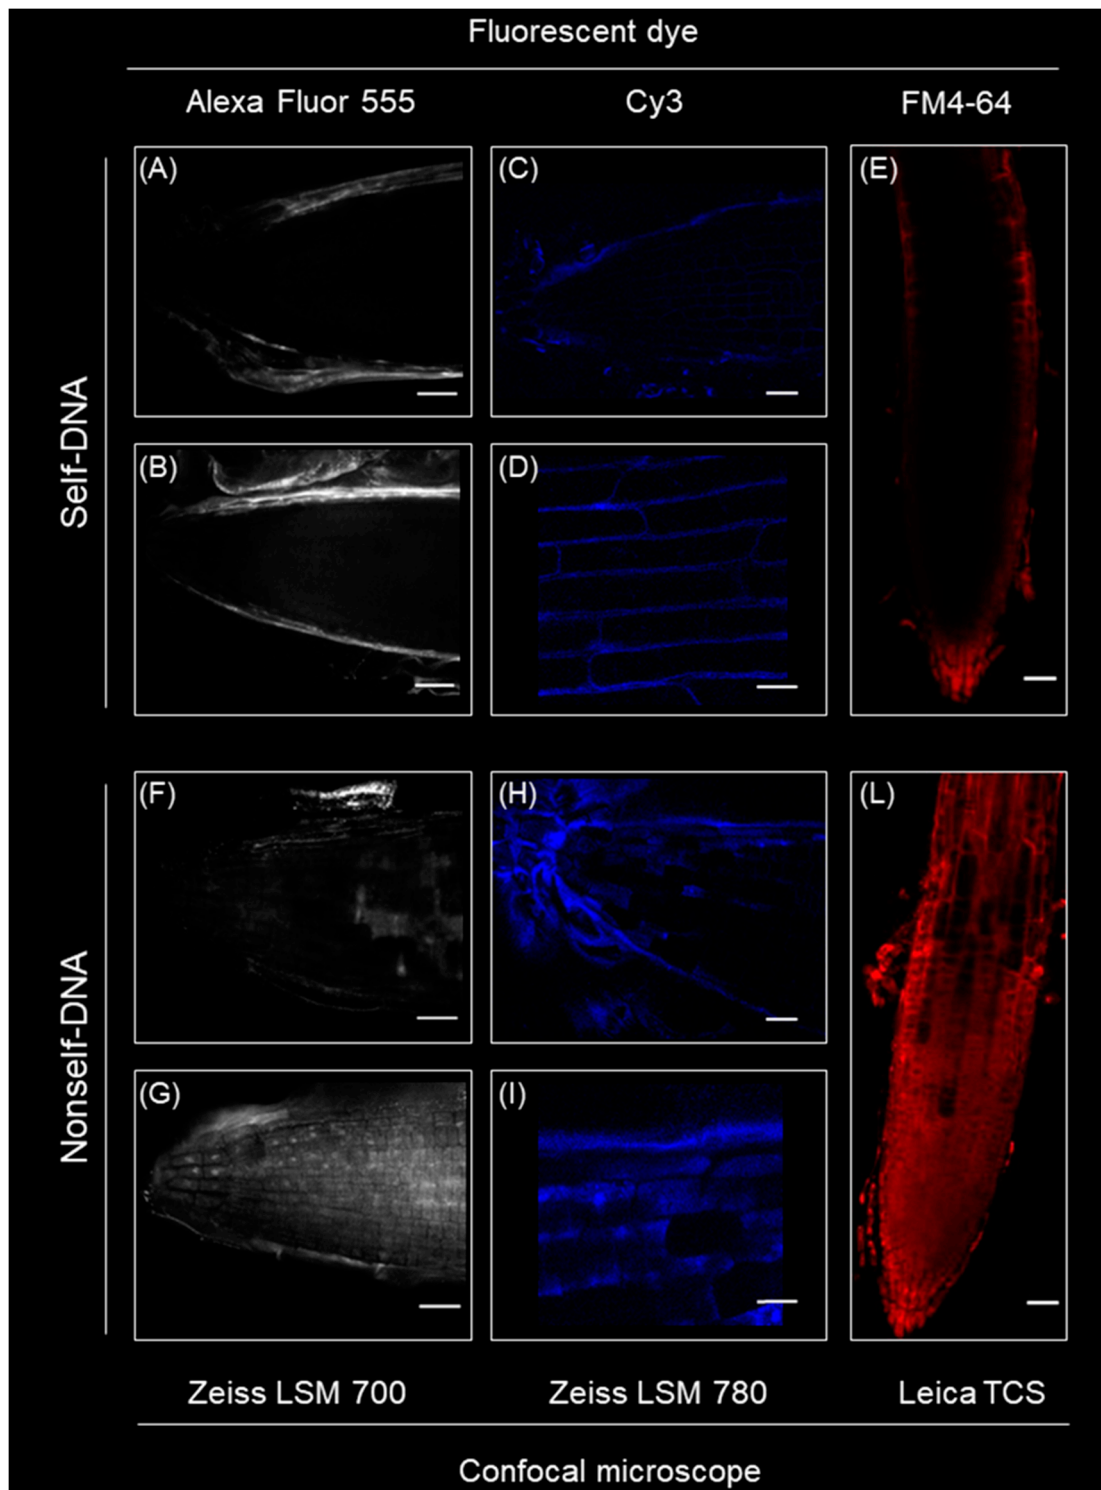 Fluorescent dye
Alexa Fluor 555
Cy3
FM4-64
Self-DNA
(A)
(C)
(E)
(B)
(D)
Nonself-DNA
(F)
(H)
(L)
(G)
(I)
Zeiss LSM 700
Zeiss LSM 780
Leica TCS
Confocal microscope